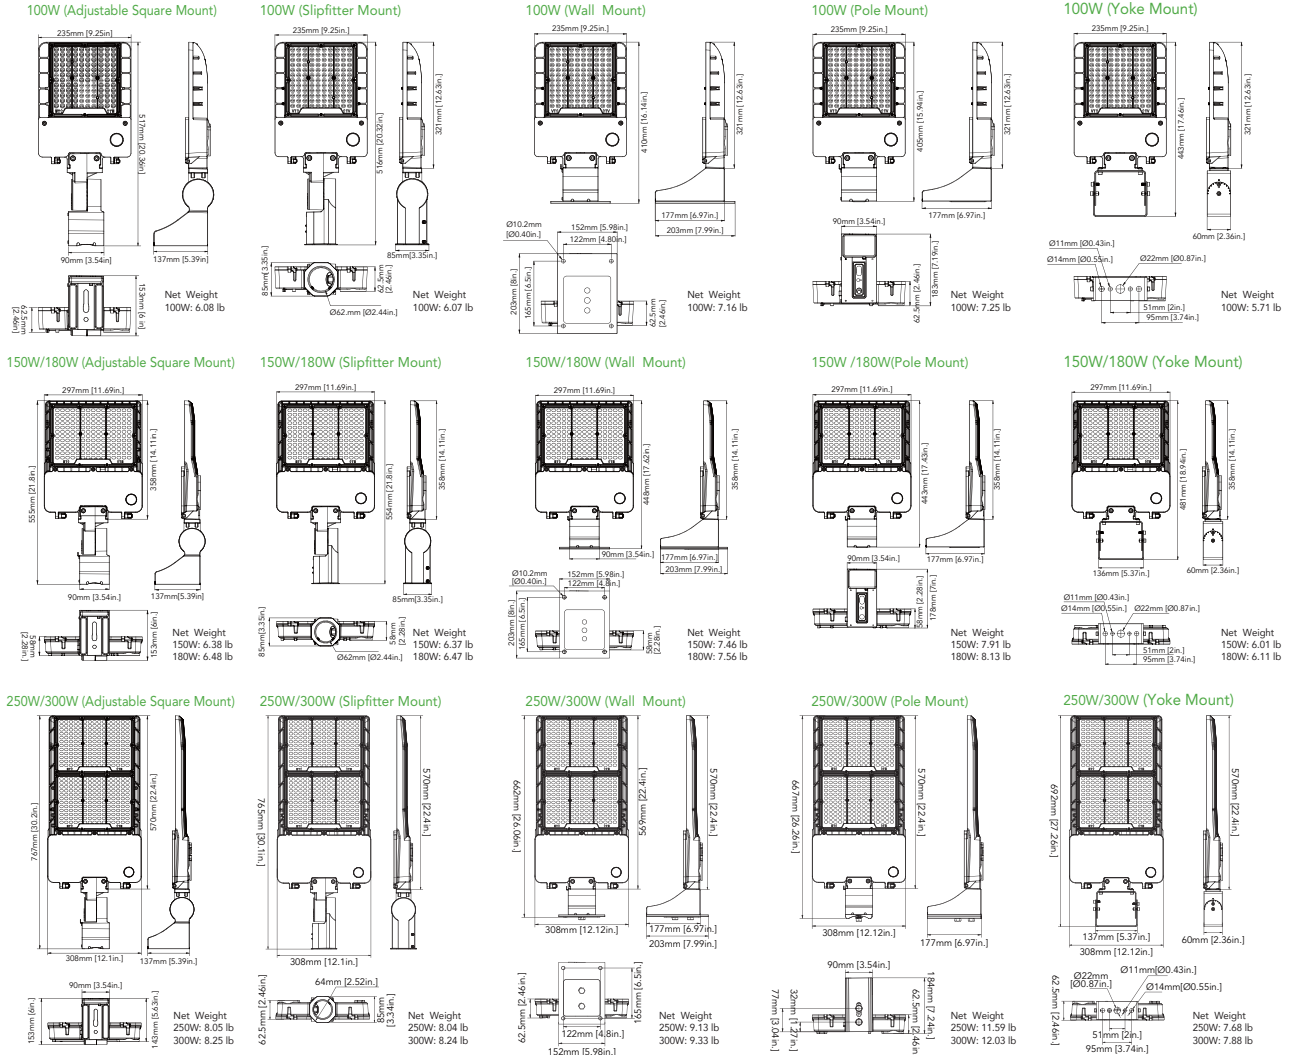 100W (Adjustable Square Mount)
235mm [9.25in]
517mm [20.36in]
90mm [3.54in]
137mm [5.39in]
62.5mm [2.46in]
153mm [6in]
Net Weight
100W: 6.08 lb
100W (Slipfitter Mount)
235mm [9.25in.]
516mm [20.32in.]
321mm [12.63in.]
85mm[3.35in.]
85mm[3.35in.]
62.5mm [2.46in.]
Ø62.mm [Ø2.44in.]
Net Weight
100W: 6.07 lb
100W (Wall Mount)
235mm [9.25in.]
410mm [16.14in.]
321mm [12.63in.]
177mm [6.97in.]
203mm [7.99in.]
Ø10.2mm
[Ø0.40in.]
152mm [5.98in.]
122mm [4.80in.]
203mm [8in.]
165mm [6.5in.]
62.5mm [2.46in.]
Net Weight
100W: 7.16 lb
100W (Pole Mount)
235mm [9.25in.]
405mm [15.94in.]
321mm [12.63in.]
177mm [6.97in.]
90mm [3.54in.]
62.5mm [2.46in.]
183mm [7.19in.]
Net Weight
100W: 7.25 lb
100W (Yoke Mount)
235mm [9.25in.]
443mm [17.46in.]
321mm [12.63in.]
60mm [2.36in.]
Ø11mm [Ø0.43in.]
Ø14mm[Ø0.55in.]
Ø22mm[Ø0.87in.]
51mm[2in.]
95mm [3.74in.]
Net Weight
100W: 5.71 lb
150W/180W (Adjustable Square Mount)
297mm [11.69in.]
555mm [21.8in.]
358mm [14.11in.]
90mm [3.54in.]
137mm[5.39in]
58mm [2.28in.]
153mm [6in.]
Net Weight
150W: 6.38 lb
180W: 6.48 lb
150W/180W (Slipfitter Mount)
297mm [11.69in.]
554mm [21.8in.]
358mm [14.11in.]
85mm[3.35in.]
85mm[3.35in]
58mm [2.28in.]
Ø62mm [Ø2.44in.]
Net Weight
150W: 6.37 lb
180W: 6.47 lb
150W/180W (Wall Mount)
297mm [11.69in.]
448mm [17.62in]
358mm [14.11in.]
90mm [3.54in.]
177mm [6.97in.]
203mm [7.99in.]
Ø10.2mm
[Ø0.40in.]
152mm [5.98in.]
122mm [4.8in.]
203mm [8in.]
165mm [6.5in.]
58mm [2.28in.]
Net Weight
150W: 7.46 lb
180W: 7.56 lb
150W /180W(Pole Mount)
297mm [11.69in.]
443mm [17.43in]
358mm [14.11in.]
90mm [3.54in.]
177mm[6.97in.]
58mm [2.28in.]
178mm [7in.]
Net Weight
150W: 7.91 lb
180W: 8.13 lb
150W/180W (Yoke Mount)
297mm [11.69in.]
481mm [18.94in.]
358mm [14.11in.]
136mm [5.37in.]
60mm [2.36in.]
Ø11mm[Ø0.43in.]
Ø14mm[Ø0.55in.]
Ø22mm[Ø0.87in.]
51mm [2in.]
95mm [3.74in.]
Net Weight
150W: 6.01 lb
180W: 6.11 lb
250W/300W (Adjustable Square Mount)
767mm [30.2in.]
570mm [22.4in.]
308mm [12.1in.]
137mm [5.39in.]
90mm [3.54in.]
153mm [6in.]
143mm [5.63in.]
Net Weight
250W: 8.05 lb
300W: 8.25 lb
250W/300W (Slipfitter Mount)
765mm [30.1in.]
570mm [22.4in.]
308mm [12.1in.]
64mm [2.52in.]
62.5mm [2.46in.]
85mm [3.34in.]
Net Weight
250W: 8.04 lb
300W: 8.24 lb
250W/300W (Wall Mount)
662mm [26.06in.]
569mm [22.4in.]
570mm [22.4in.]
308mm [12.12in.]
177mm [6.97in.]
203mm [7.99in.]
62.5mm [2.46in.]
165mm [6.5in.]
122mm [4.8in.]
152mm [5.98in.]
Net Weight
250W: 9.13 lb
300W: 9.33 lb
250W/300W (Pole Mount)
667mm [26.26in.]
570mm [22.4in.]
308mm [12.12in.]
177mm [6.97in.]
90mm [3.54in.]
77mm [3.04in.]
32mm [1.27in.]
62.5mm [2.46in
184mm [7.24in.]
Net Weight
250W: 11.59 lb
300W: 12.03 lb
250W/300W (Yoke Mount)
692mm [27.26in.]
570mm [22.4in.]
137mm [5.37in.]
308mm [12.12in.]
60mm [2.36in.]
62.5mm [2.46in.]
Ø22mm
[Ø0.87in.]
Ø11mm[Ø0.43in.]
Ø14mm[Ø0.55in.]
51mm [2in.]
95mm [3.74in.]
Net Weight
250W: 7.68 lb
300W: 7.88 lb